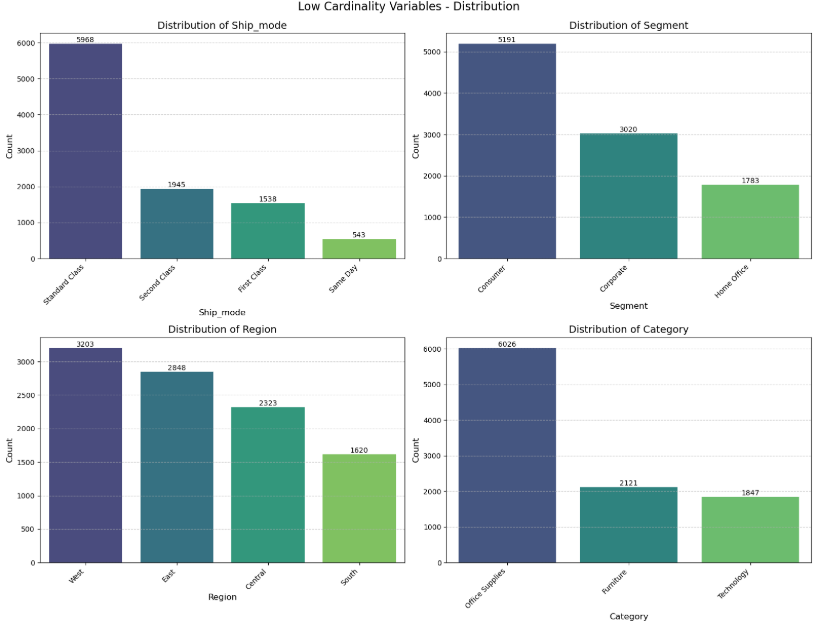 Low Cardinality Variables - Distribution
Distribution of Ship_mode
Count
6000
5000
4000
3000
2000
1000
0
5968
1945
1538
543
Standard Class
Second Class
First Class
Same Day
Ship_mode
Distribution of Segment
Count
5000
4000
3000
2000
1000
0
5191
3020
1783
Consumer
Corporate
Home Office
Segment
Distribution of Region
Count
3000
2500
2000
1500
1000
500
0
3203
2848
2323
1620
West
East
Central
South
Region
Distribution of Category
Count
6000
5000
4000
3000
2000
1000
0
6026
2121
1847
Office Supplies
Furniture
Technology
Category